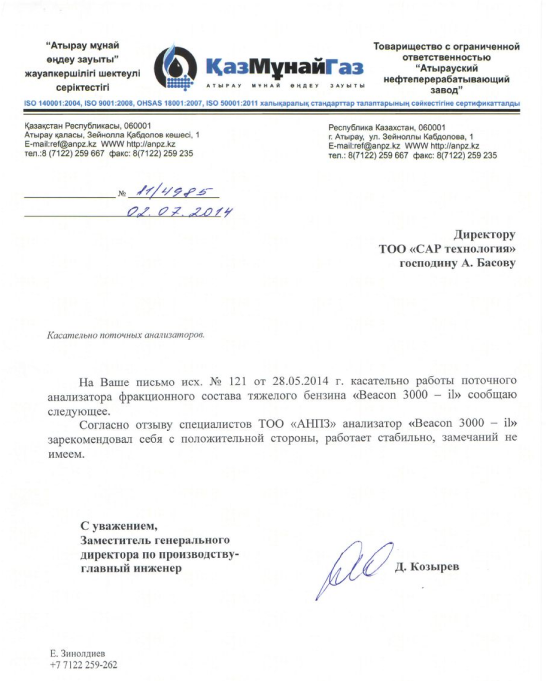 "Атырау мұнай
өңдеу зауыты"
жауапкершілігі шектеулі
серіктестігі
ҚазМұнайГаз
АТЫРАУ МҰНАЙ ӨҢДЕУ ЗАУЫТЫ
Товарищество с ограниченной
ответственностью
"Атырауский
нефтеперерабатывающий
завод"
ISO 140001:2004, ISO 9001:2008, OHSAS 18001:2007, ISO 50001:2011 халықаралық стандарттар талаптарының сәйкестігіне сертификатталды
Қазақстан Республикасы, 060001
Атырау қаласы, Зейноллы Қабдолов көшесі, 1
E-mail:ref@anpz.kz WWW http://anpz.kz
тел.:8 (7122) 259 667 факс: 8(7122) 259 235
Республика Казахстан, 060001
г. Атырау, ул. Зейноллы Кабдолова, 1
E-mail:ref@anpz.kz WWW http://anpz.kz
тел.:8 (7122) 259 667 факс: 8(7122) 259 235
№ 11/4985
02.07.2014
Директору
ТОО «САР технология»
господину А. Басову
Касательно поточных анализаторов.
На Ваше письмо исх. № 121 от 28.05.2014 г. касательно работы поточного
анализатора фракционного состава тяжелого бензина «Beacon 3000 – il» сообщаю
следующее.
Согласно отзыву специалистов ТОО «АНПЗ» анализатор «Beacon 3000 – il»
зарекомендовал себя с положительной стороны, работает стабильно, замечаний не
имеем.
С уважением,
Заместитель генерального
директора по производству-
главный инженер
Д. Козырев
Е. Зинолдиев
+7 7122 259-262